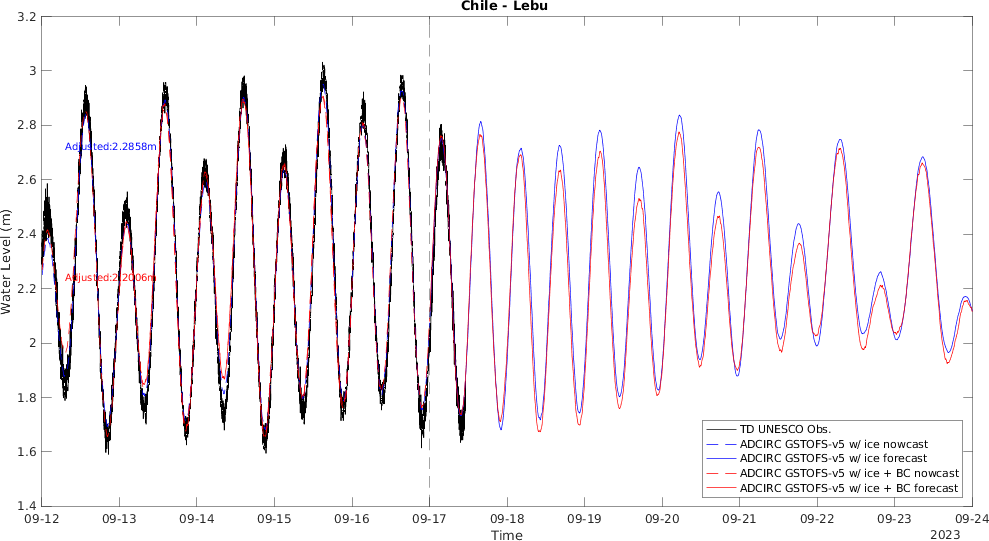 Chile - Lebu
3.2
3
2.8
2.6
2.4
2.2
2
1.8
1.6
1.4
Water Level (m)
Adjusted:2.2858m
Adjusted:2.2006m
TD UNESCO Obs.
ADCIRC GSTOFS-v5 w/ ice nowcast
ADCIRC GSTOFS-v5 w/ ice forecast
ADCIRC GSTOFS-v5 w/ ice + BC nowcast
ADCIRC GSTOFS-v5 w/ ice + BC forecast
09-12 09-13 09-14 09-15 09-16 09-17 09-18 09-19 09-20 09-21 09-22 09-23 09-24
Time
2023